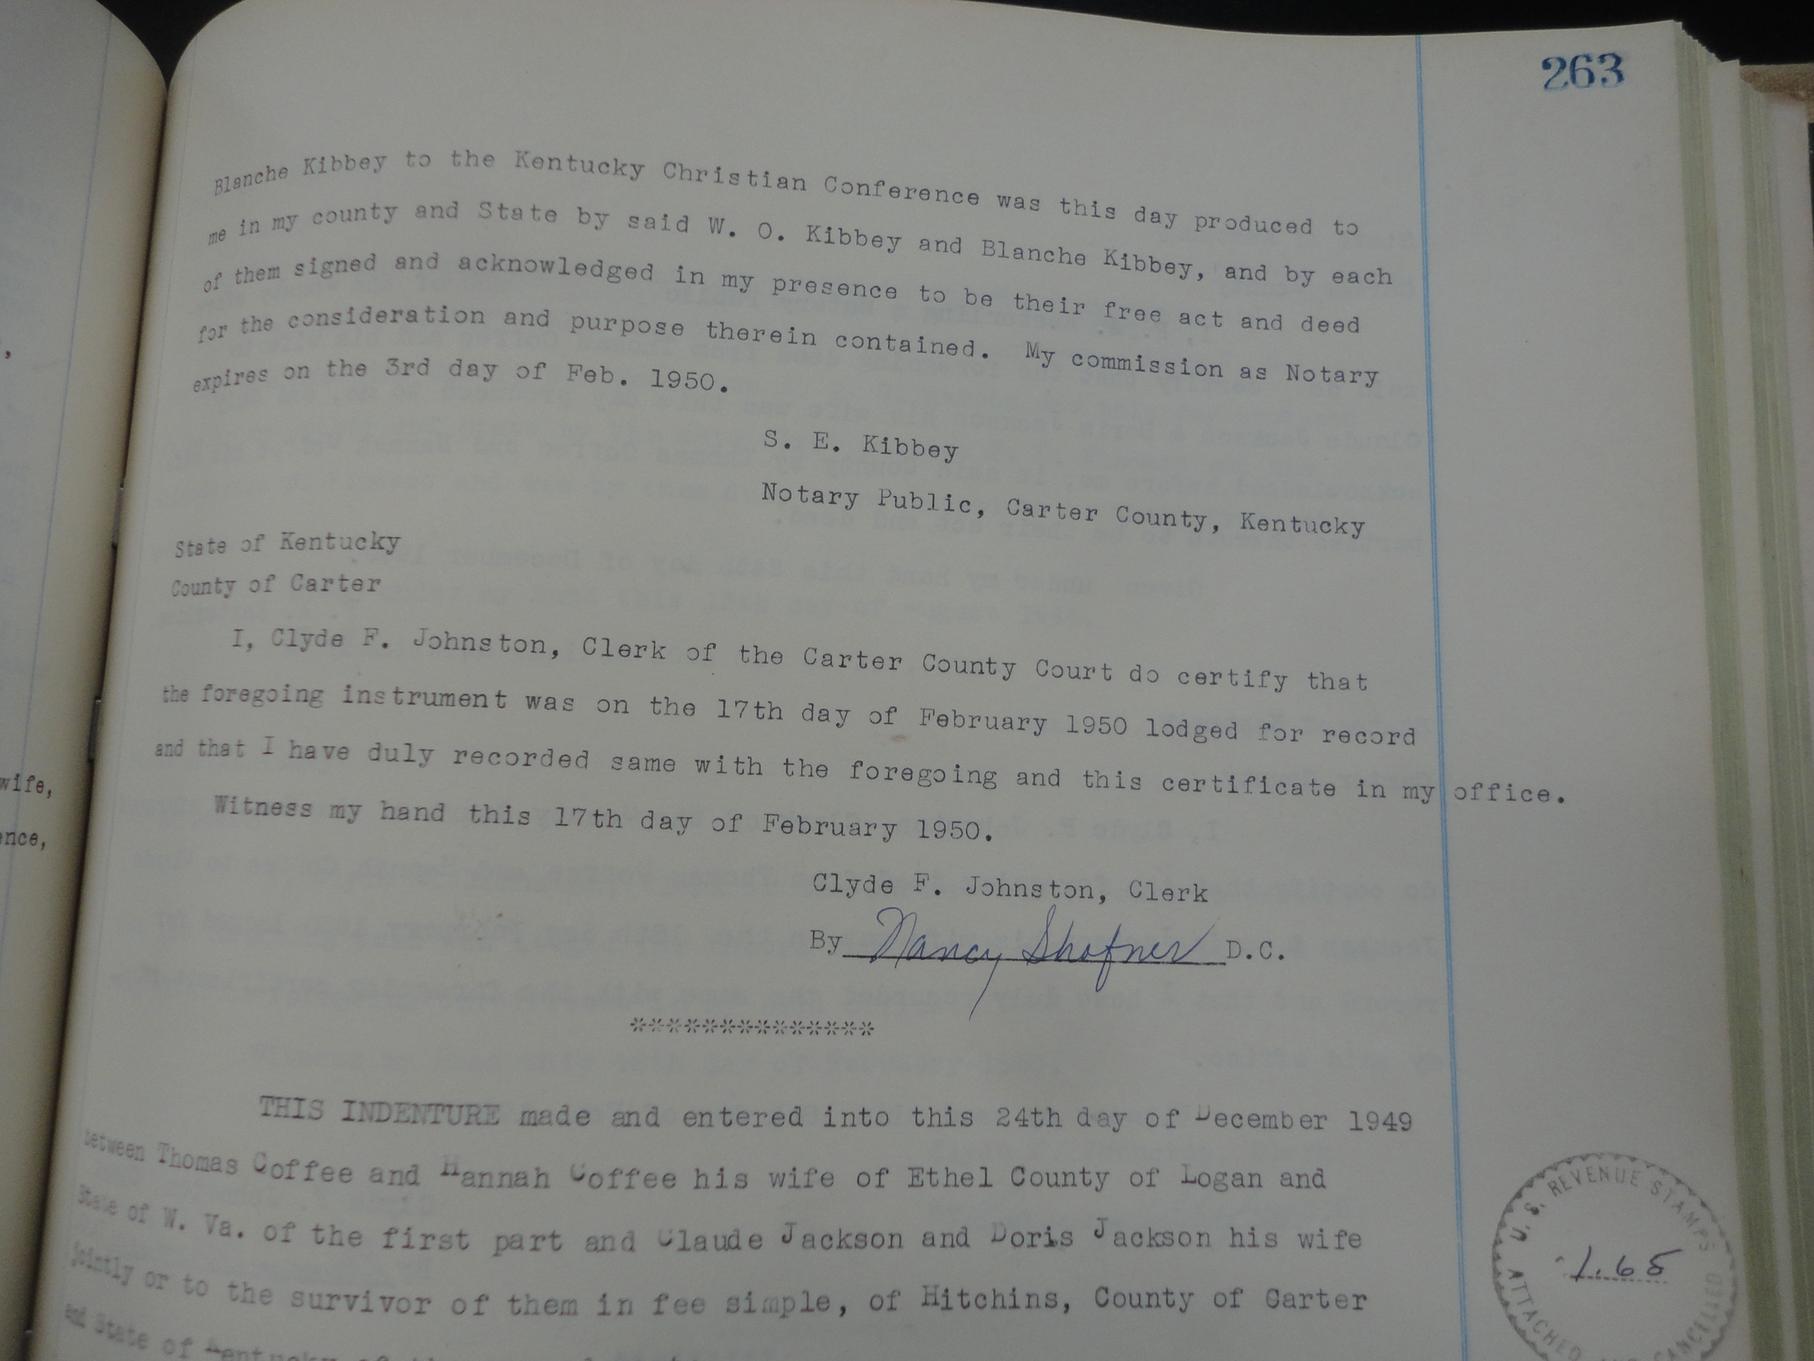 263
Blanche Kibbey to the Kentucky Christian Conference was this day produced to
me in my county and State by said W. O. Kibbey and Blanche Kibbey, and by each
of them signed and acknowledged in my presence to be their free act and deed
for the consideration and purpose therein contained. My commission as Notary
expires on the 3rd day of Feb. 1950.
S. E. Kibbey
Notary Public, Carter County, Kentucky
State of Kentucky
County of Carter
I, Clyde F. Johnston, Clerk of the Carter County Court do certify that
the foregoing instrument was on the 17th day of February 1950 lodged for record
and that I have duly recorded same with the foregoing and this certificate in my office.
Witness my hand this 17th day of February 1950.
Clyde F. Johnston, Clerk
By Nancy Shofner D.C.
**************
THIS INDENTURE made and entered into this 24th day of December 1949
between Thomas Coffee and Hannah Coffee his wife of Ethel County of Logan and
State of W. Va. of the first part and Claude Jackson and Doris Jackson his wife
jointly or to the survivor of them in fee simple, of Hitchins, County of Carter
and State of Kentucky of
U. S. REVENUE STAMPS
1.65
ATTACHED AND CANCELLED
wife,